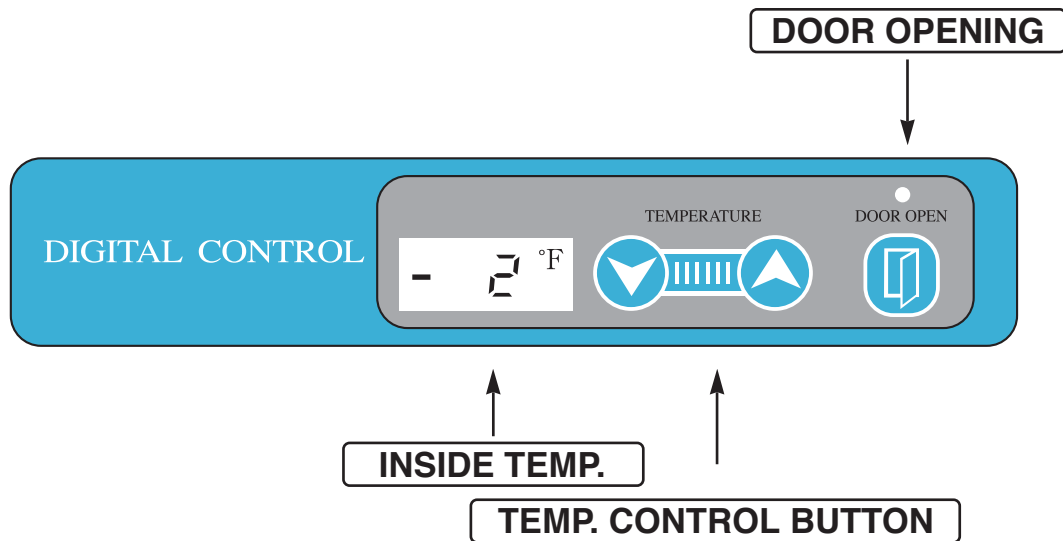 DOOR OPENING
TEMPERATURE
DOOR OPEN
DIGITAL CONTROL
- 2 °F
INSIDE TEMP.
TEMP. CONTROL BUTTON